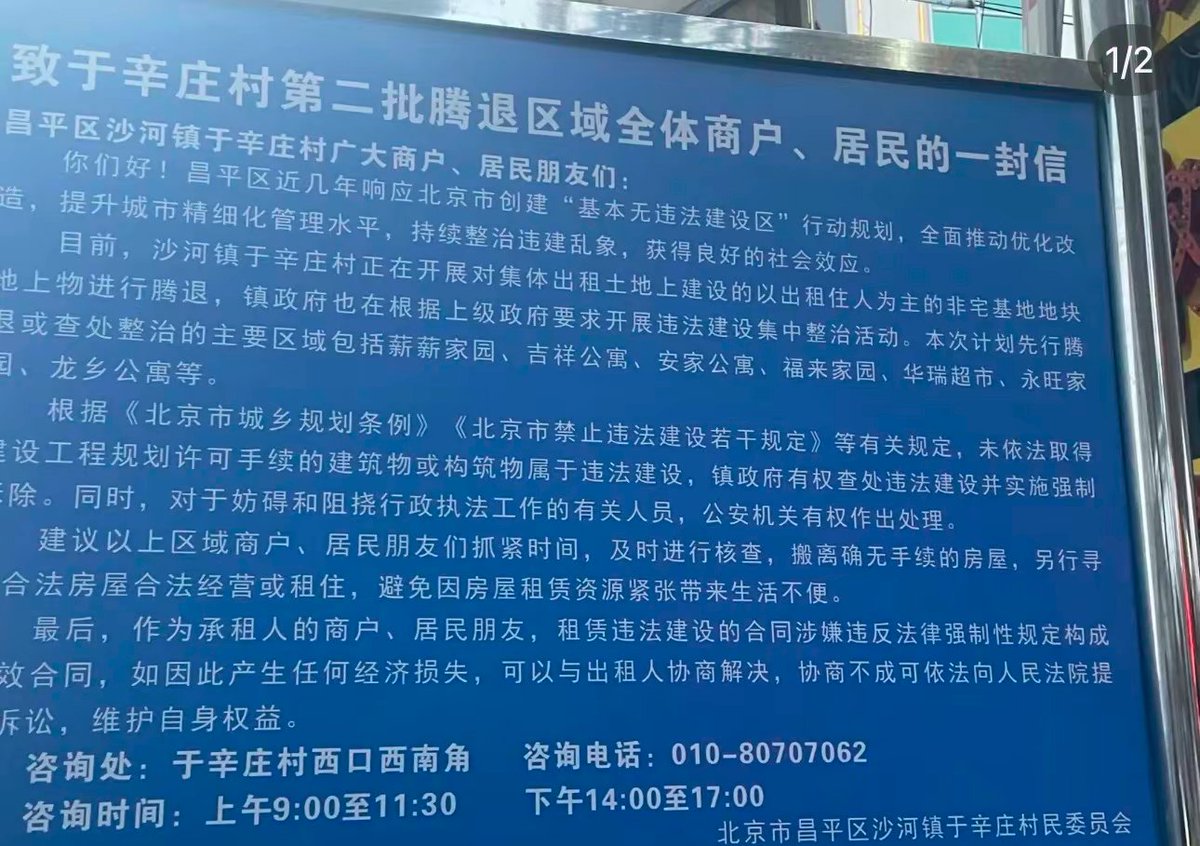 1/2
致于辛庄村第二批腾退区域全体商户、居民的一封信
昌平区沙河镇于辛庄村广大商户、居民朋友们：
你们好！昌平区近几年响应北京市创建“基本无违法建设区”行动规划，全面推动优化改
造，提升城市精细化管理水平，持续整治违建乱象，获得良好的社会效应。
目前，沙河镇于辛庄村正在开展对集体出租土地上建设的以出租住人为主的非宅基地地块
地上物进行腾退，镇政府也在根据上级政府要求开展违法建设集中整治活动。本次计划先行腾
退或查处整治的主要区域包括薪薪家园、吉祥公寓、安家公寓、福来家园、华瑞超市、永旺家
园、龙乡公寓等。
根据《北京市城乡规划条例》《北京市禁止违法建设若干规定》等有关规定，未依法取得
建设工程规划许可手续的建筑物或构筑物属于违法建设，镇政府有权查处违法建设并实施强制
除。同时，对于妨碍和阻挠行政执法工作的有关人员，公安机关有权作出处理。
建议以上区域商户、居民朋友们抓紧时间，及时进行核查，搬离确无手续的房屋，另行寻
合法房屋合法经营或租住，避免因房屋租赁资源紧张带来生活不便。
最后，作为承租人的商户、居民朋友，租赁违法建设的合同涉嫌违反法律强制性规定构成
效合同，如因此产生任何经济损失，可以与出租人协商解决，协商不成可依法向人民法院提
诉讼，维护自身权益。
咨询处：于辛庄村西口西南角 咨询电话：010-80707062
咨询时间：上午9:00至11:30 下午14:00至17:00
北京市昌平区沙河镇于辛庄村民委员会